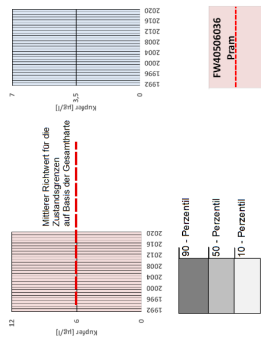 12
6
0
Kupfer [µg/l]
1992
1996
2000
2004
2008
2012
2016
2020
Mittlerer Richtwert für die
Zustandsgrenzen
auf Basis der Gesamthärte
7
3,5
0
Kupfer [µg/l]
1992
1996
2000
2004
2008
2012
2016
2020
90 - Perzentil
50 - Perzentil
10 - Perzentil
FW40506036
Pram